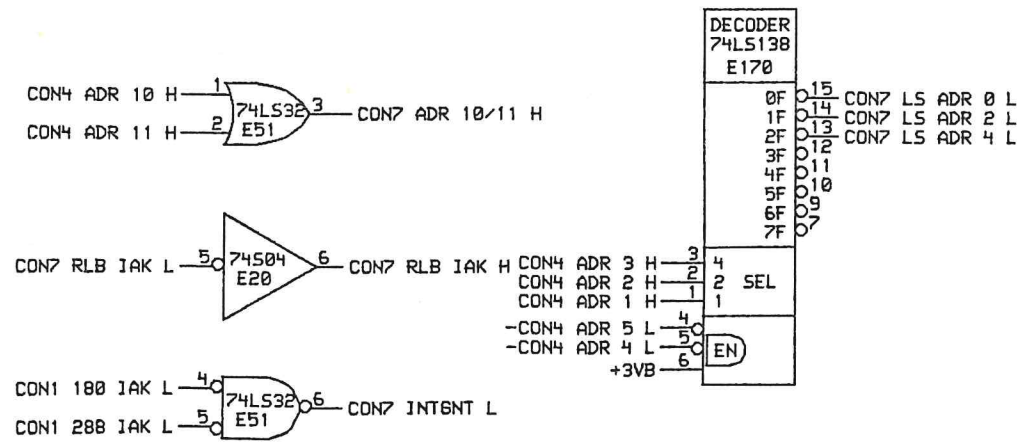 DECODER
74LS138
E170
0F 15 CON7 LS ADR 0 L
1F 14 CON7 LS ADR 2 L
2F 13 CON7 LS ADR 4 L
3F 12
4F 11
5F 10
6F 9
7F 7
CON4 ADR 3 H 3 4
CON4 ADR 2 H 2 2 SEL
CON4 ADR 1 H 1 1
-CON4 ADR 5 L 4
-CON4 ADR 4 L 5 EN
+3VB 6
CON4 ADR 10 H 1
74LS32 3 CON7 ADR 10/11 H
CON4 ADR 11 H 2 E51
CON7 RLB IAK L 5 74S04 6 CON7 RLB IAK H
E20
CON1 180 IAK L 4
74LS32 6 CON7 INTGNT L
CON1 28B IAK L 5 E51